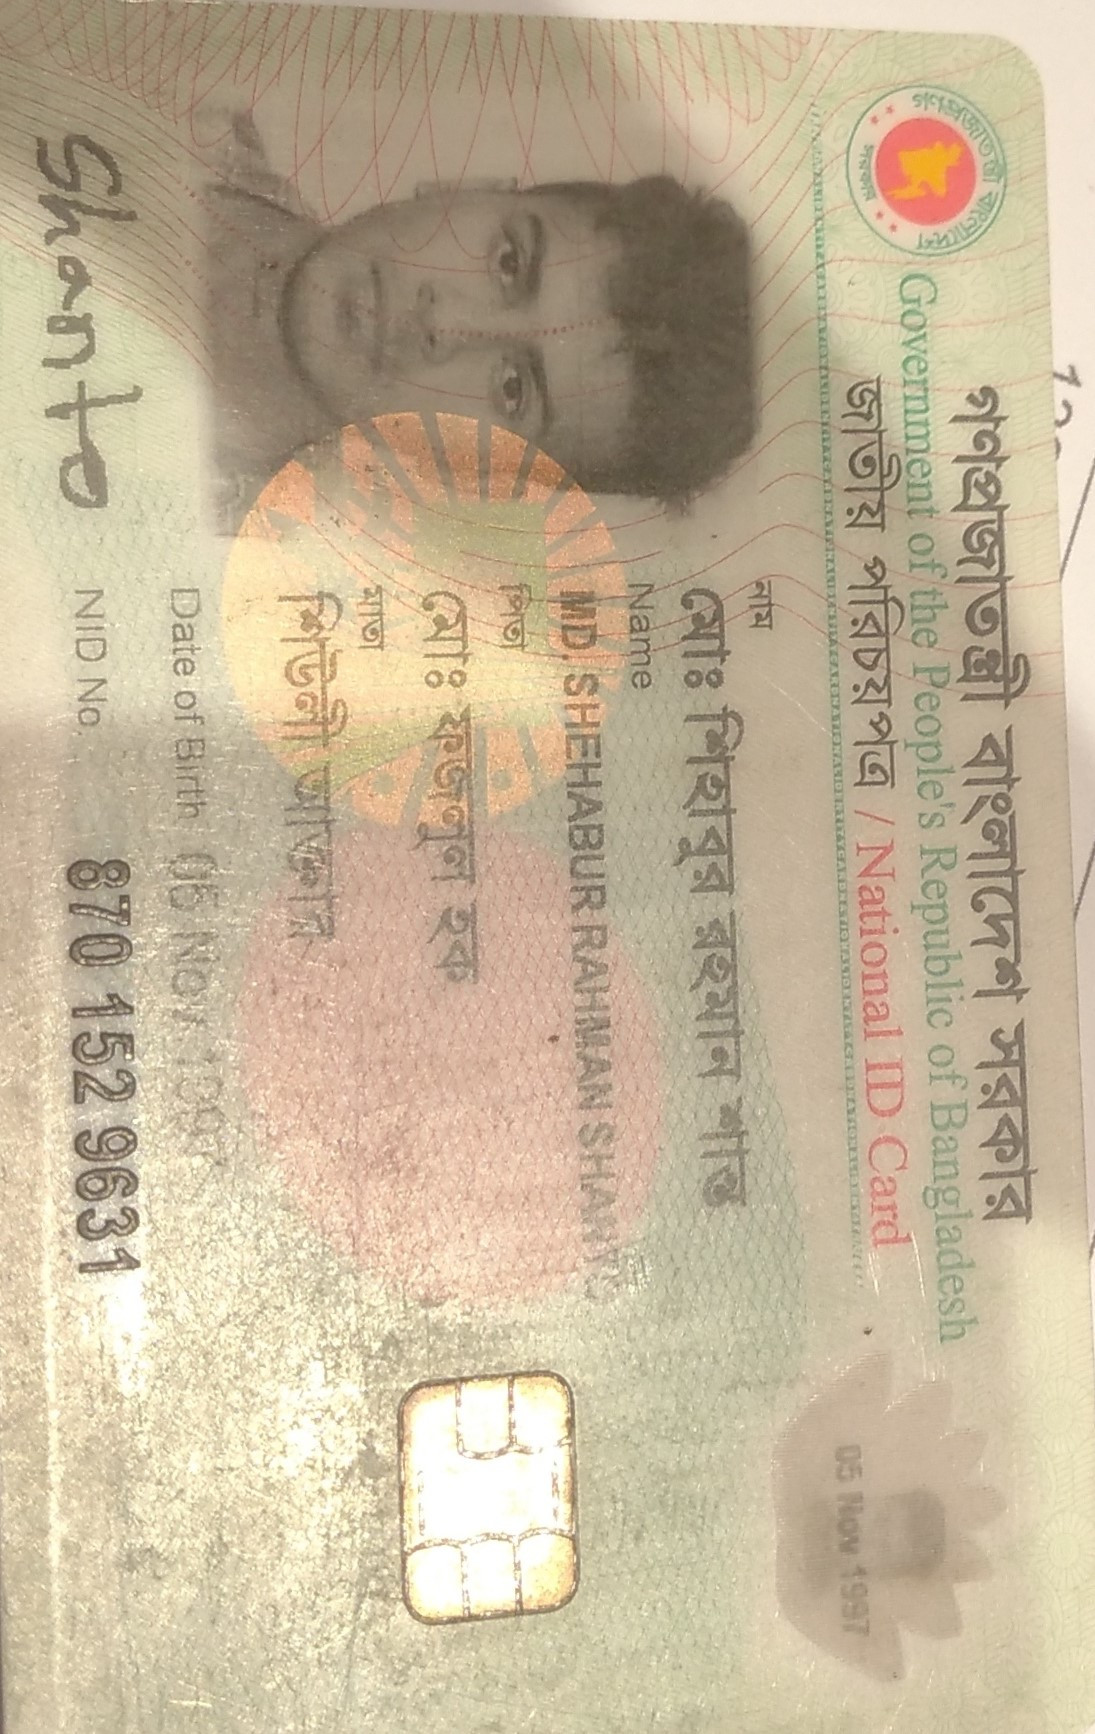 গণপ্রজাতন্ত্রী বাংলাদেশ সরকার
Government of the People's Republic of Bangladesh
জাতীয় পরিচয়পত্র / National ID Card
নাম
মোঃ শিহাবুর রহমান শান্ত
Name
MD. SHEHABUR RAHMAN SHANTO
পিতা
মোঃ ফজলুল হক
মাতা
শিউলী আক্তার
Date of Birth 05 Nov 1997
NID No. 870 152 9631
Shanto
05 Nov 1997